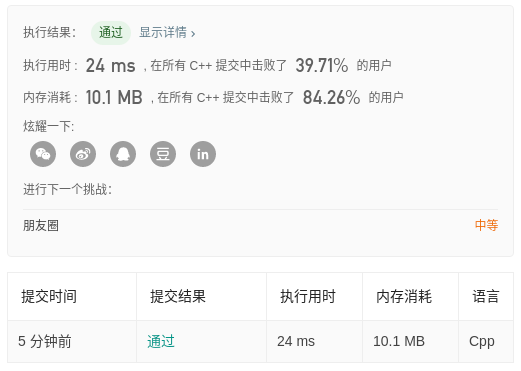 执行结果： 通过 显示详情 ›
执行用时 : 24 ms , 在所有 C++ 提交中击败了 39.71% 的用户
内存消耗 : 10.1 MB , 在所有 C++ 提交中击败了 84.26% 的用户
炫耀一下:
豆 in
进行下一个挑战：
朋友圈 中等
提交时间 提交结果 执行用时 内存消耗 语言
5 分钟前 通过 24 ms 10.1 MB Cpp